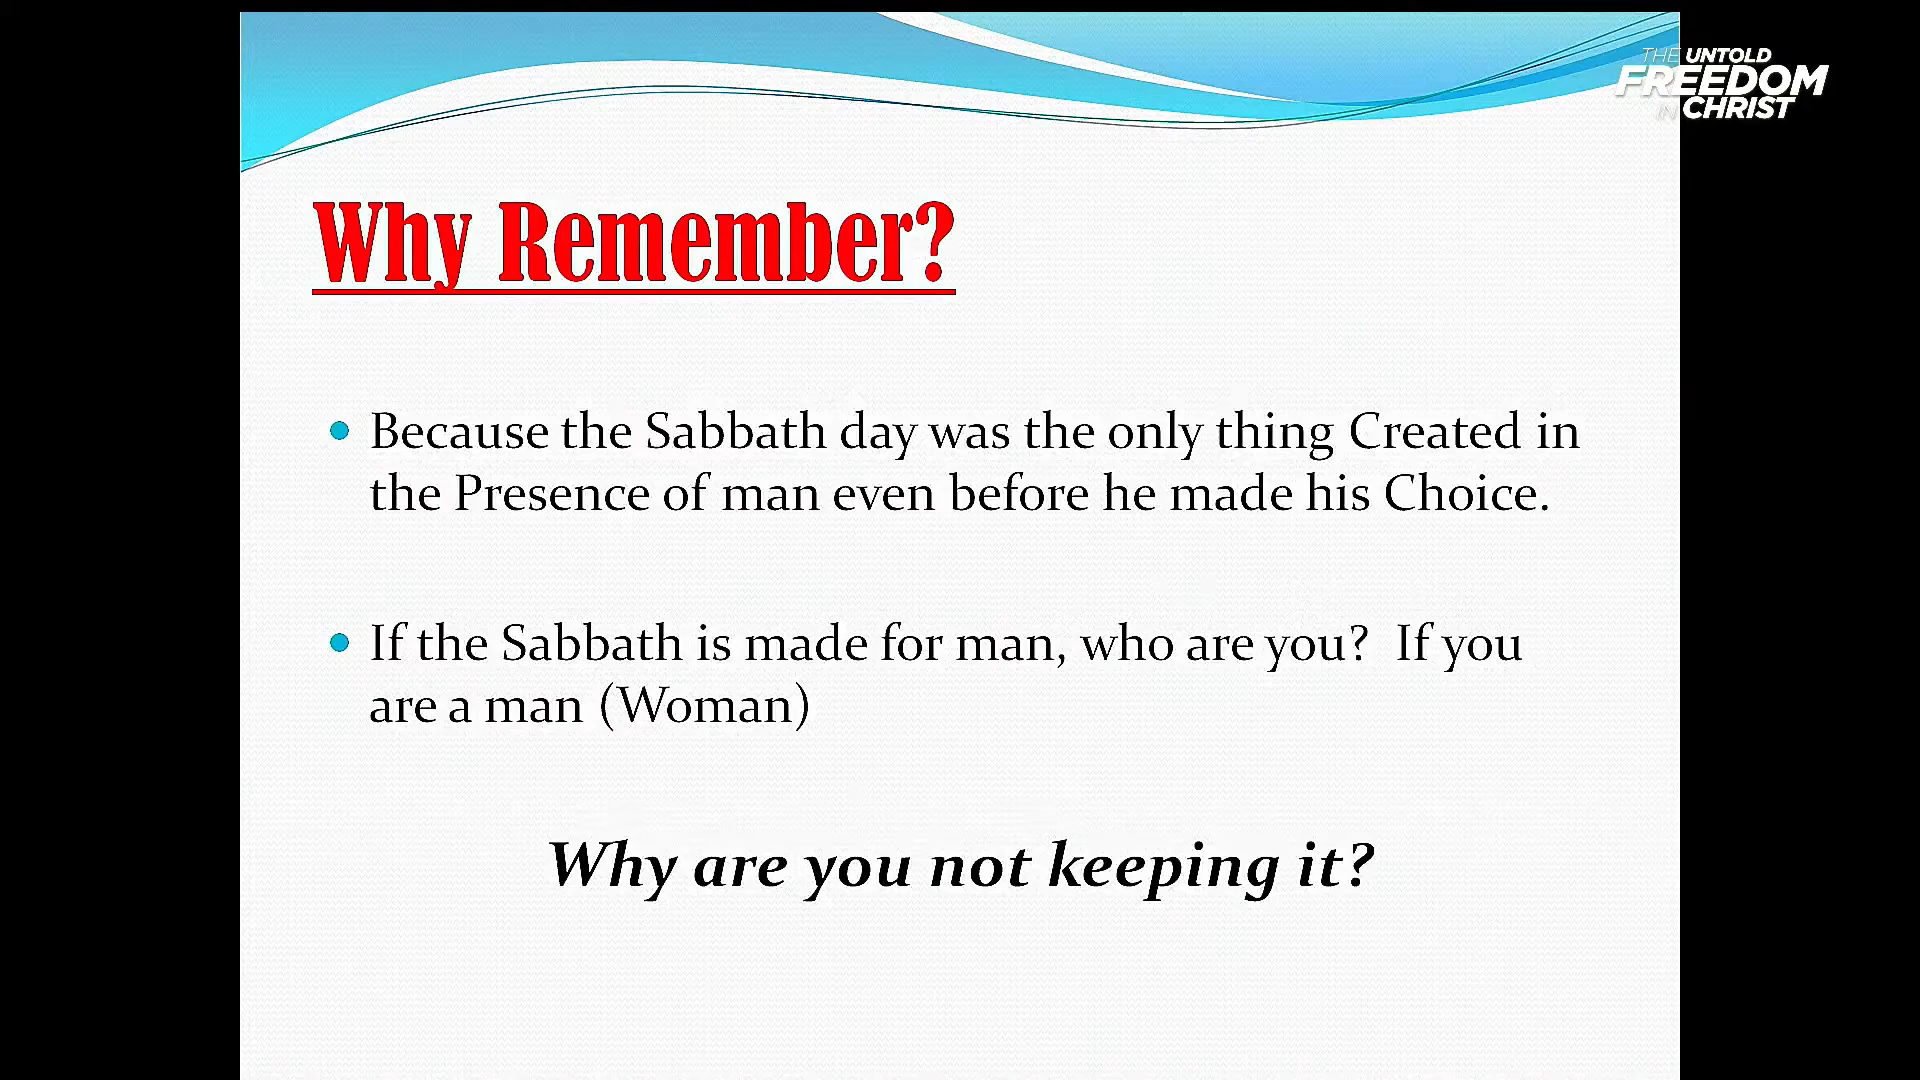 THE UNTOLD
FREEDOM
IN CHRIST
Why Remember?
Because the Sabbath day was the only thing Created in
the Presence of man even before he made his Choice.
If the Sabbath is made for man, who are you?  If you
are a man (Woman)
Why are you not keeping it?